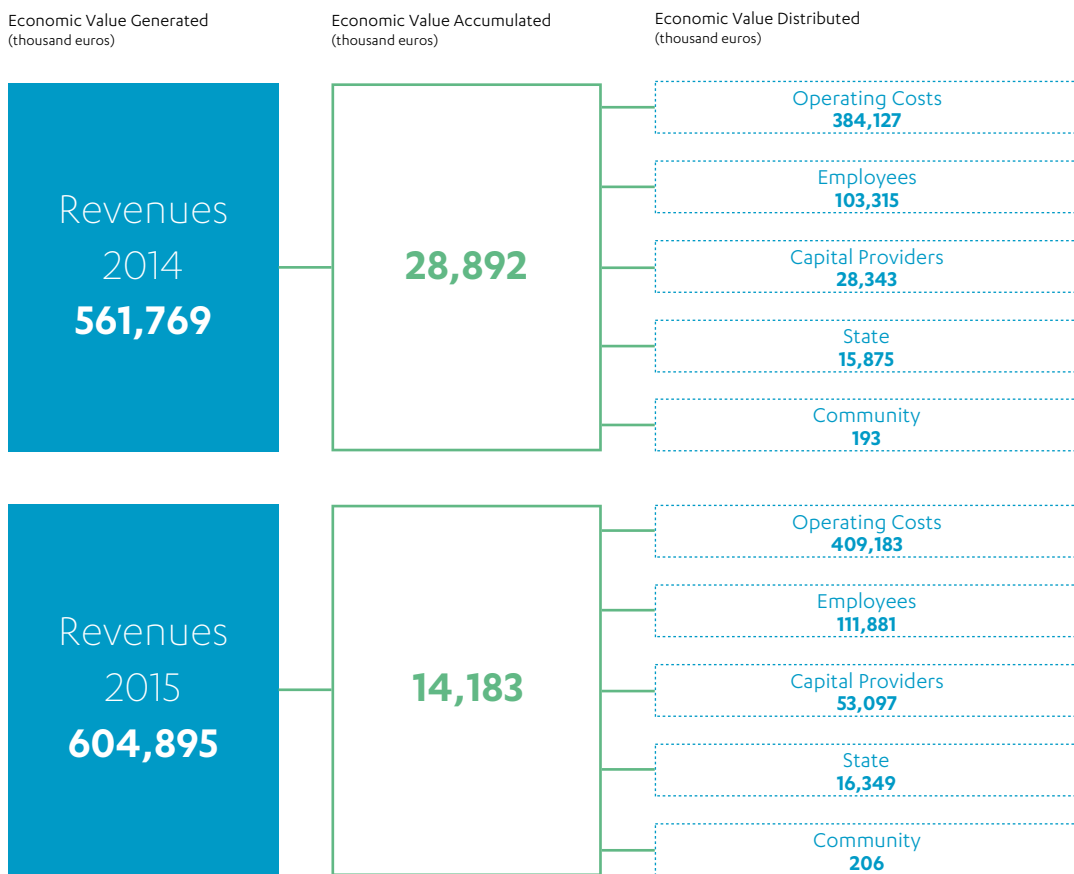 Economic Value Generated
(thousand euros)
Economic Value Accumulated
(thousand euros)
Economic Value Distributed
(thousand euros)
Revenues
2014
561,769
28,892
Operating Costs
384,127
Employees
103,315
Capital Providers
28,343
State
15,875
Community
193
Revenues
2015
604,895
14,183
Operating Costs
409,183
Employees
111,881
Capital Providers
53,097
State
16,349
Community
206